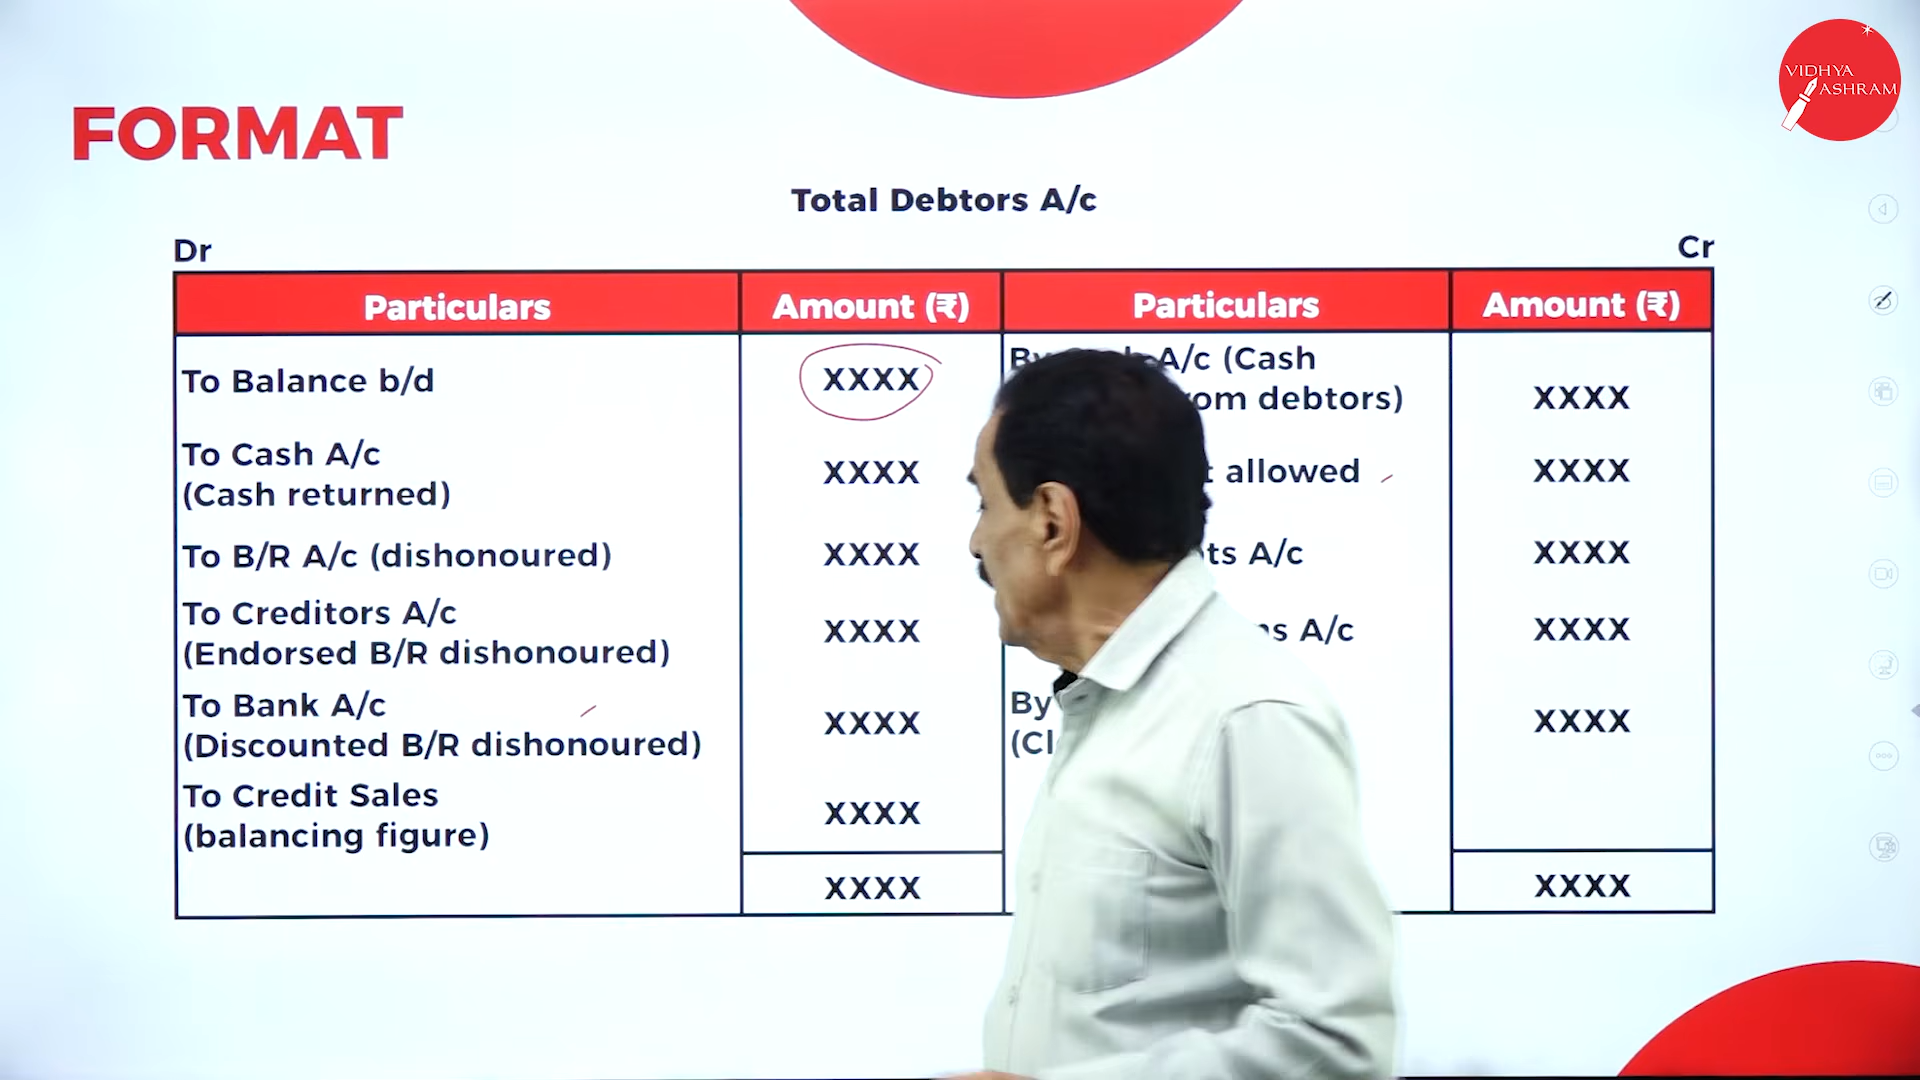 VIDHYA
ASHRAM
FORMAT
Total Debtors A/c
Dr
Cr
Particulars Amount (₹) Particulars Amount (₹)
To Balance b/d XXXX
By A/c (Cash
debtors) XXXX
To Cash A/c
(Cash returned) XXXX
allowed XXXX
To B/R A/c (dishonoured) XXXX
A/c XXXX
To Creditors A/c
(Endorsed B/R dishonoured) XXXX
A/c XXXX
To Bank A/c
(Discounted B/R dishonoured) XXXX
By XXXX
To Credit Sales
(balancing figure) XXXX
XXXX XXXX